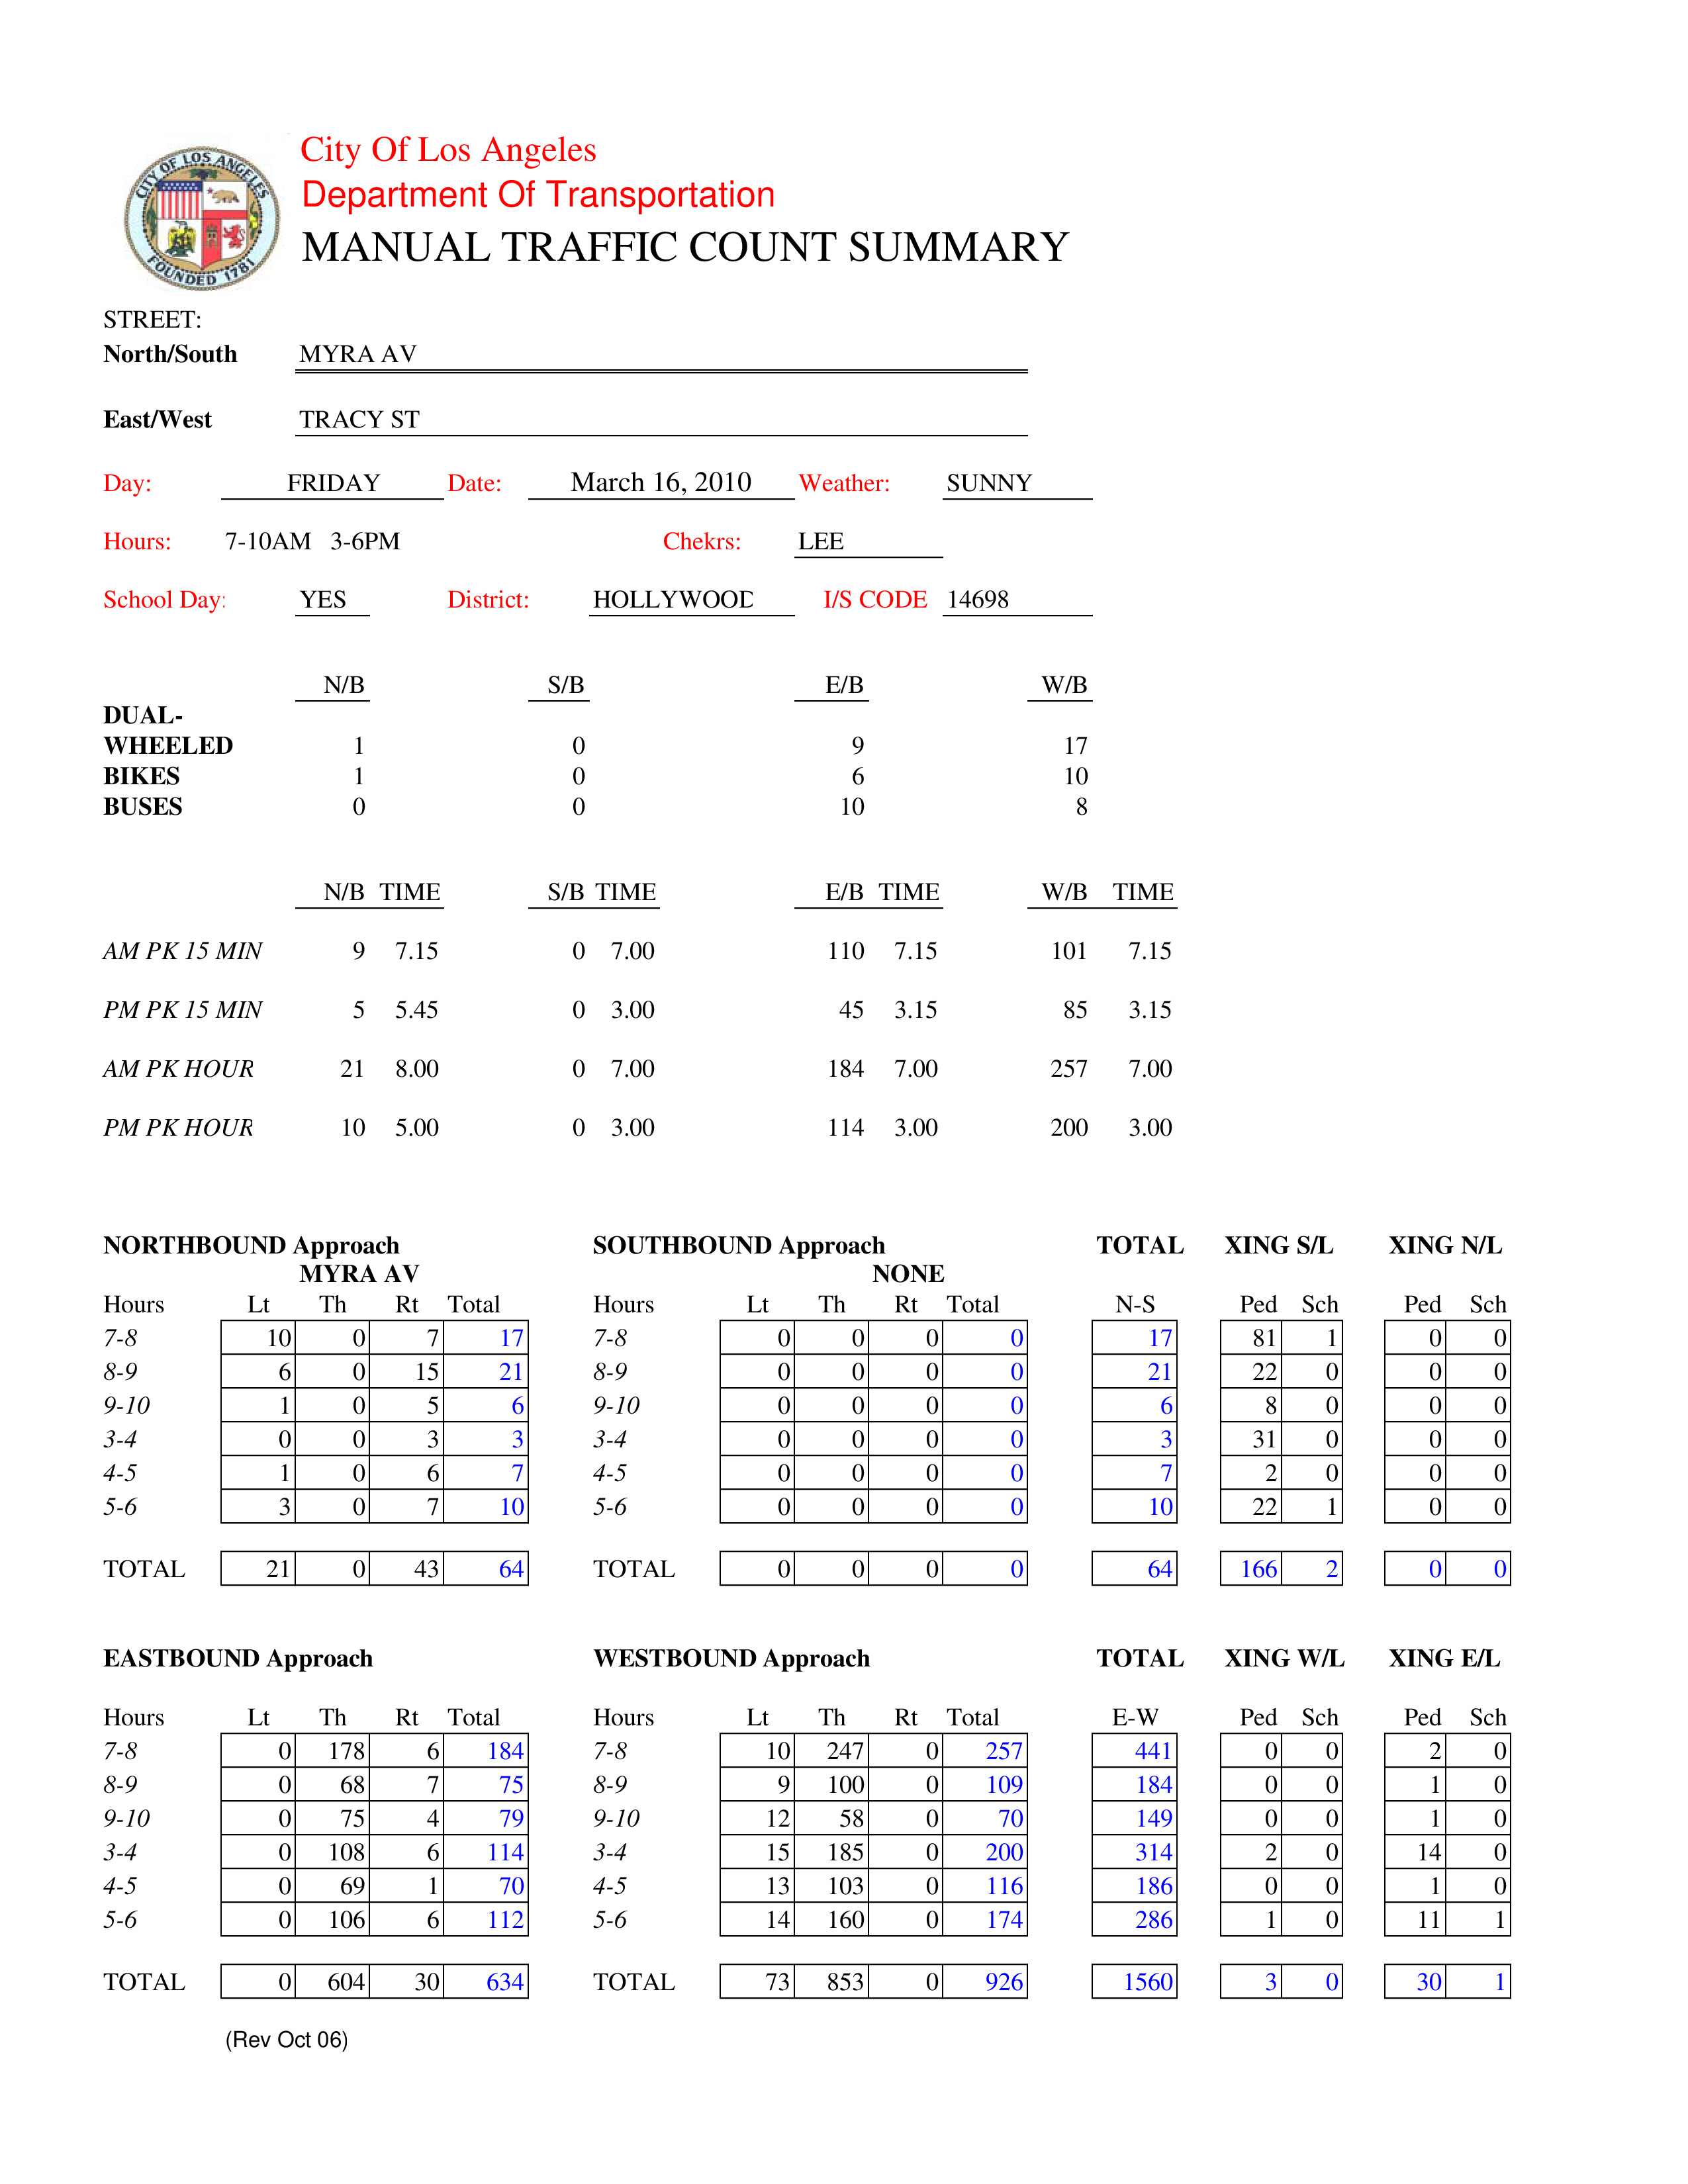 CITY OF LOS ANGELES
FOUNDED 1781
City Of Los Angeles
Department Of Transportation
MANUAL TRAFFIC COUNT SUMMARY
STREET:
North/South MYRA AV
East/West TRACY ST
Day: FRIDAY Date: March 16, 2010 Weather: SUNNY
Hours: 7-10AM 3-6PM Chekrs: LEE
School Day: YES District: HOLLYWOOD I/S CODE 14698
N/B S/B E/B W/B
DUAL-
WHEELED 1 0 9 17
BIKES 1 0 6 10
BUSES 0 0 10 8
N/B TIME S/B TIME E/B TIME W/B TIME
AM PK 15 MIN 9 7.15 0 7.00 110 7.15 101 7.15
PM PK 15 MIN 5 5.45 0 3.00 45 3.15 85 3.15
AM PK HOUR 21 8.00 0 7.00 184 7.00 257 7.00
PM PK HOUR 10 5.00 0 3.00 114 3.00 200 3.00
NORTHBOUND Approach SOUTHBOUND Approach TOTAL XING S/L XING N/L
MYRA AV NONE
Hours Lt Th Rt Total Hours Lt Th Rt Total N-S Ped Sch Ped Sch
7-8 10 0 7 17 7-8 0 0 0 0 17 81 1 0 0
8-9 6 0 15 21 8-9 0 0 0 0 21 22 0 0 0
9-10 1 0 5 6 9-10 0 0 0 0 6 8 0 0 0
3-4 0 0 3 3 3-4 0 0 0 0 3 31 0 0 0
4-5 1 0 6 7 4-5 0 0 0 0 7 2 0 0 0
5-6 3 0 7 10 5-6 0 0 0 0 10 22 1 0 0
TOTAL 21 0 43 64 TOTAL 0 0 0 0 64 166 2 0 0
EASTBOUND Approach WESTBOUND Approach TOTAL XING W/L XING E/L
Hours Lt Th Rt Total Hours Lt Th Rt Total E-W Ped Sch Ped Sch
7-8 0 178 6 184 7-8 10 247 0 257 441 0 0 2 0
8-9 0 68 7 75 8-9 9 100 0 109 184 0 0 1 0
9-10 0 75 4 79 9-10 12 58 0 70 149 0 0 1 0
3-4 0 108 6 114 3-4 15 185 0 200 314 2 0 14 0
4-5 0 69 1 70 4-5 13 103 0 116 186 0 0 1 0
5-6 0 106 6 112 5-6 14 160 0 174 286 1 0 11 1
TOTAL 0 604 30 634 TOTAL 73 853 0 926 1560 3 0 30 1
(Rev Oct 06)